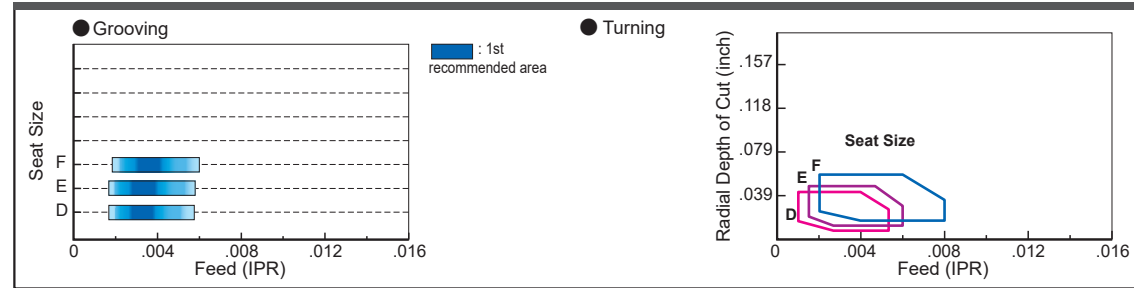 Grooving
: 1st
recommended area
Seat Size
F
E
D
0
.004
.008
.012
.016
Feed (IPR)
Turning
Radial Depth of Cut (inch)
.157
.118
.079
.039
Seat Size
F
E
D
0
.004
.008
.012
.016
Feed (IPR)